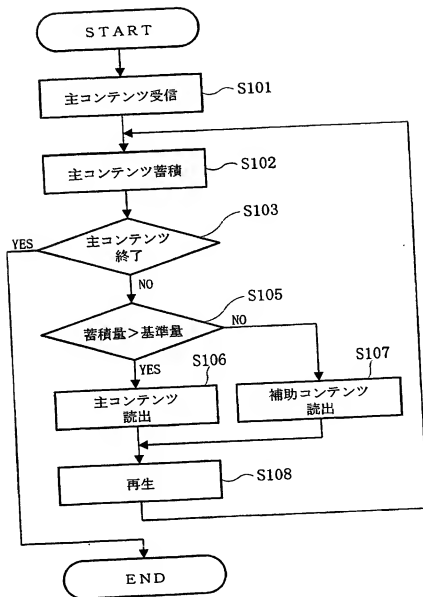 START
主コンテンツ受信
S101
主コンテンツ蓄積
S102
主コンテンツ
終了
S103
YES
NO
蓄積量>基準量
S105
NO
YES
主コンテンツ
読出
S106
補助コンテンツ
読出
S107
再生
S108
END